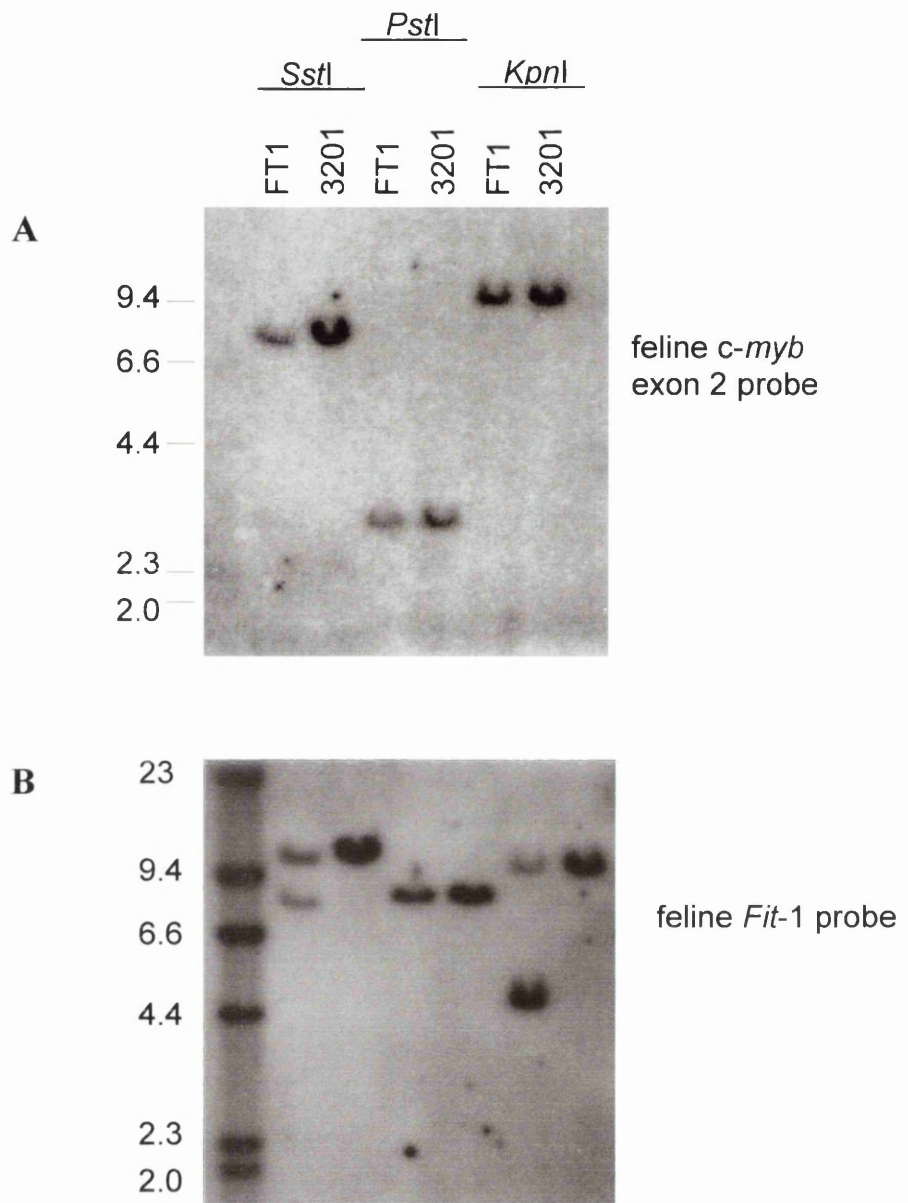 PstI
SstI
KpnI
FT1
3201
FT1
3201
FT1
3201
A
9.4
6.6
4.4
2.3
2.0
feline c-myb
exon 2 probe
B
23
9.4
6.6
4.4
2.3
2.0
feline Fit-1 probe